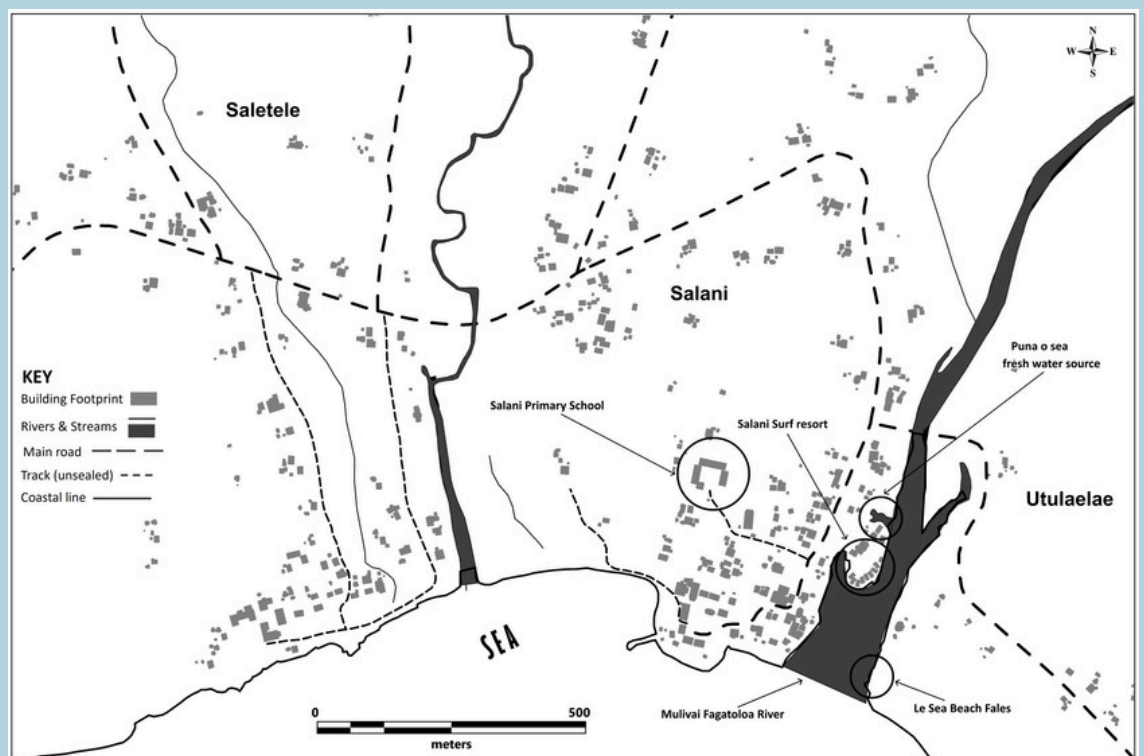 N
W E
S
Saletele
Salani
Puna o sea
fresh water source
KEY
Building Footprint
Rivers & Streams
Main road
Track (unsealed)
Coastal line
Salani Primary School
Salani Surf resort
Utulaelae
SEA
Mulivai Fagatoloa River
Le Sea Beach Fales
0 500
meters